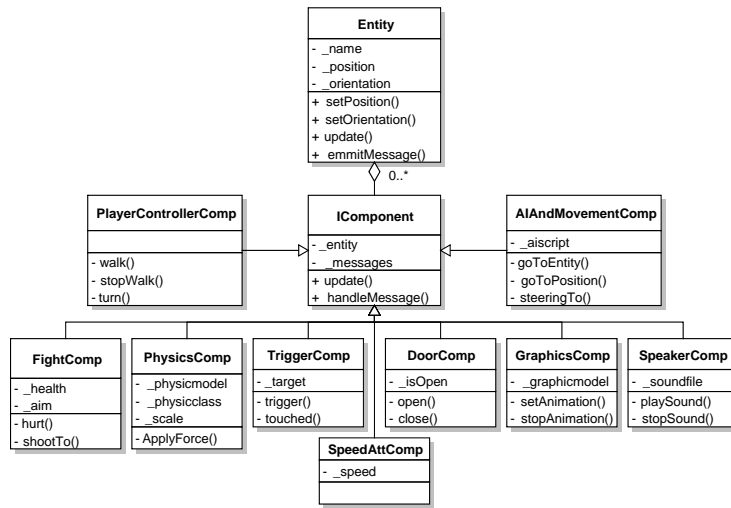 Entity
- _name
- _position
- _orientation
+ setPosition()
+ setOrientation()
+ update()
+ emmitMessage()
0..*
PlayerControllerComp
- walk()
- stopWalk()
- turn()
IComponent
- _entity
- _messages
+ update()
+ handleMessage()
AIAndMovementComp
- _aiscript
- goToEntity()
- goToPosition()
- steeringTo()
FightComp
- _health
- _aim
- hurt()
- shootTo()
PhysicsComp
- _physicmodel
- _physicclass
- _scale
- ApplyForce()
TriggerComp
- _target
- trigger()
- touched()
DoorComp
- _isOpen
- open()
- close()
GraphicsComp
- _graphicmodel
- setAnimation()
- stopAnimation()
SpeakerComp
- _soundfile
- playSound()
- stopSound()
SpeedAttComp
- _speed